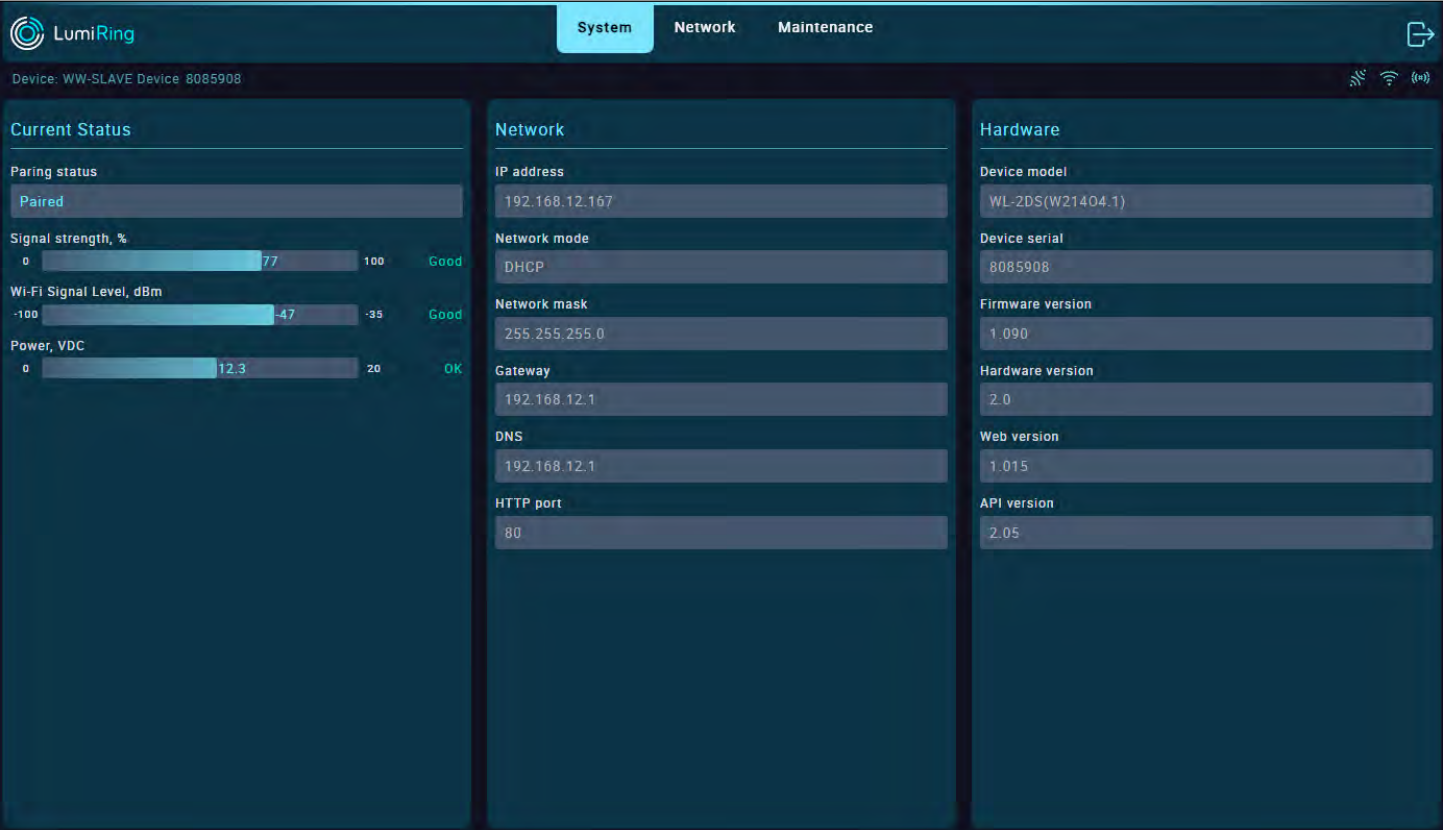 LumiRing
System Network Maintenance
Device: WW-SLAVE Device 8085908
Current Status
Paring status
Paired
Signal strength, %
0 77 100 Good
Wi-Fi Signal Level, dBm
-100 -47 -35 Good
Power, VDC
0 12.3 20 OK
Network
IP address
192.168.12.167
Network mode
DHCP
Network mask
255.255.255.0
Gateway
192.168.12.1
DNS
192.168.12.1
HTTP port
80
Hardware
Device model
WL-2DS(W214O4.1)
Device serial
8085908
Firmware version
1.090
Hardware version
2.0
Web version
1.015
API version
2.05